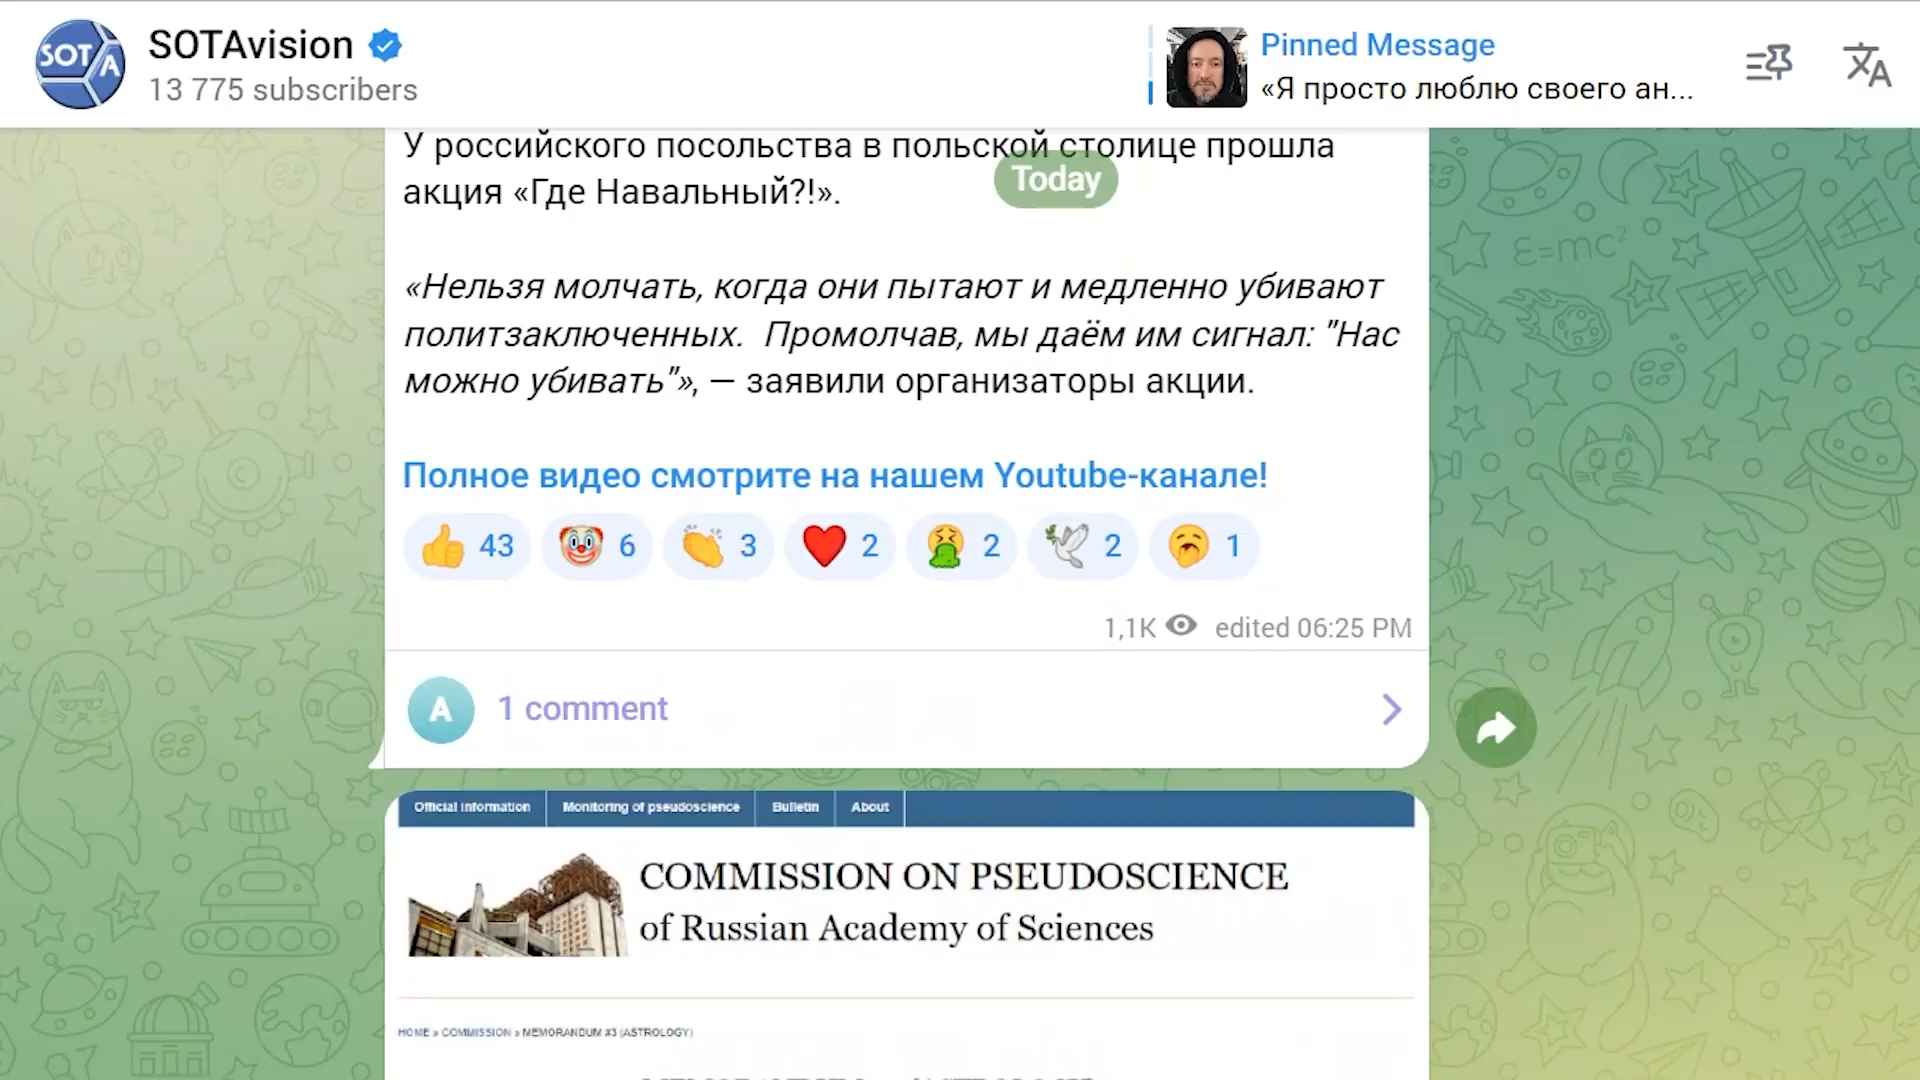 SOTA
SOTAvision
13 775 subscribers
Pinned Message
«Я просто люблю своего ан...
У российского посольства в польской столице прошла
акция «Где Навальный?!».
Today
«Нельзя молчать, когда они пытают и медленно убивают
политзаключенных. Промолчав, мы даём им сигнал: "Нас
можно убивать"», — заявили организаторы акции.
Полное видео смотрите на нашем Youtube-канале!
43 6 3 2 2 2 1
1,1K edited 06:25 PM
A 1 comment
Official Information Monitoring of pseudoscience Bulletin About
COMMISSION ON PSEUDOSCIENCE
of Russian Academy of Sciences
HOME » COMMISSION » MEMORANDUM #3 (ASTROLOGY)
ε=mc²